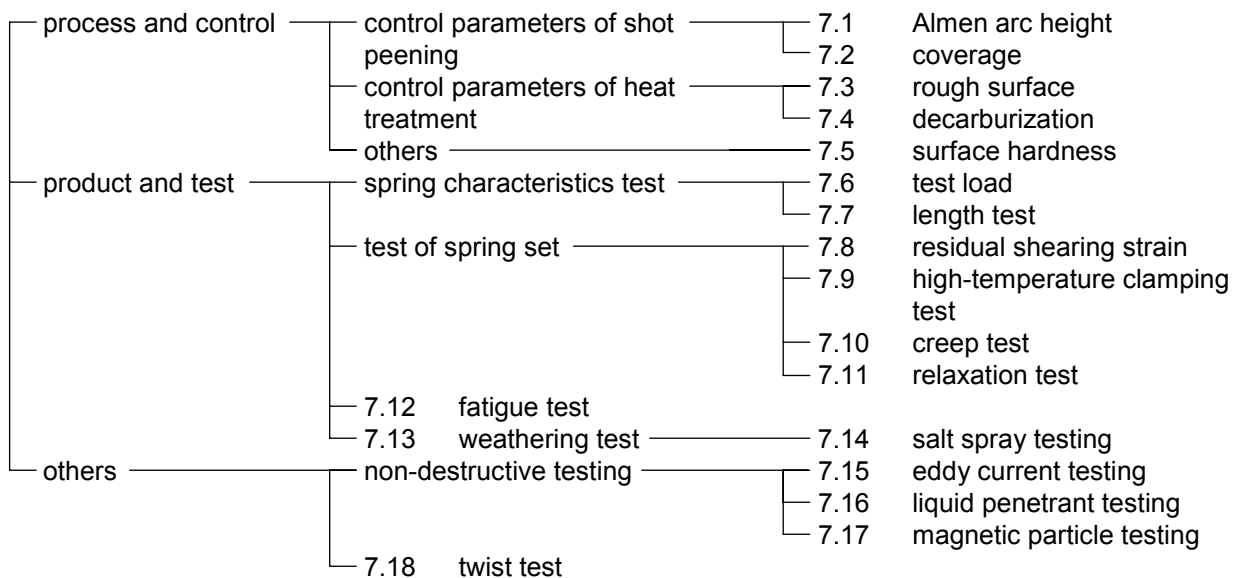 process and control control parameters of shot 7.1 Almen arc height
peening 7.2 coverage
control parameters of heat 7.3 rough surface
treatment 7.4 decarburization
others 7.5 surface hardness
product and test spring characteristics test 7.6 test load
7.7 length test
test of spring set 7.8 residual shearing strain
7.9 high-temperature clamping
test
7.10 creep test
7.11 relaxation test
7.12 fatigue test
7.13 weathering test 7.14 salt spray testing
others non-destructive testing 7.15 eddy current testing
7.16 liquid penetrant testing
7.17 magnetic particle testing
7.18 twist test